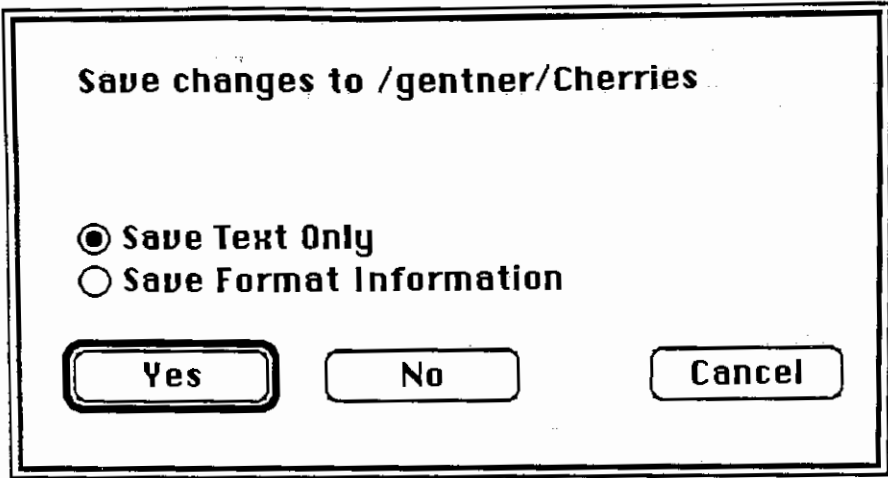 Save changes to /gentner/Cherries
Save Text Only
Save Format Information
Yes
No
Cancel